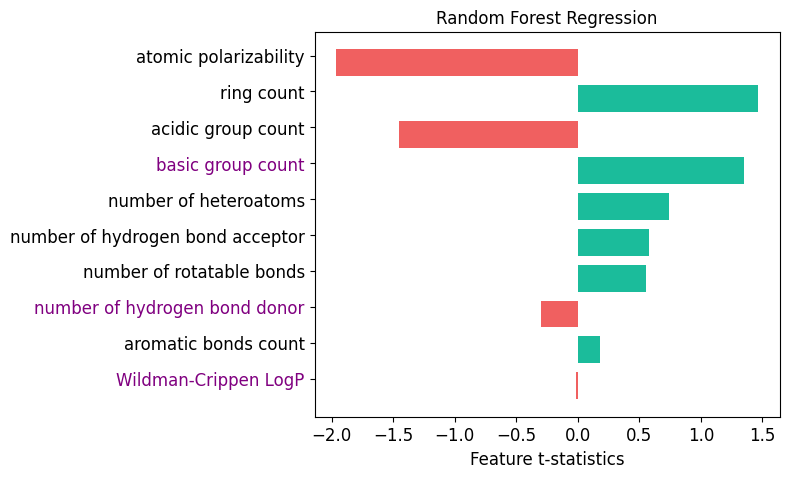 Random Forest Regression
atomic polarizability
ring count
acidic group count
basic group count
number of heteroatoms
number of hydrogen bond acceptor
number of rotatable bonds
number of hydrogen bond donor
aromatic bonds count
Wildman-Crippen LogP
−2.0 −1.5 −1.0 −0.5 0.0 0.5 1.0 1.5
Feature t-statistics